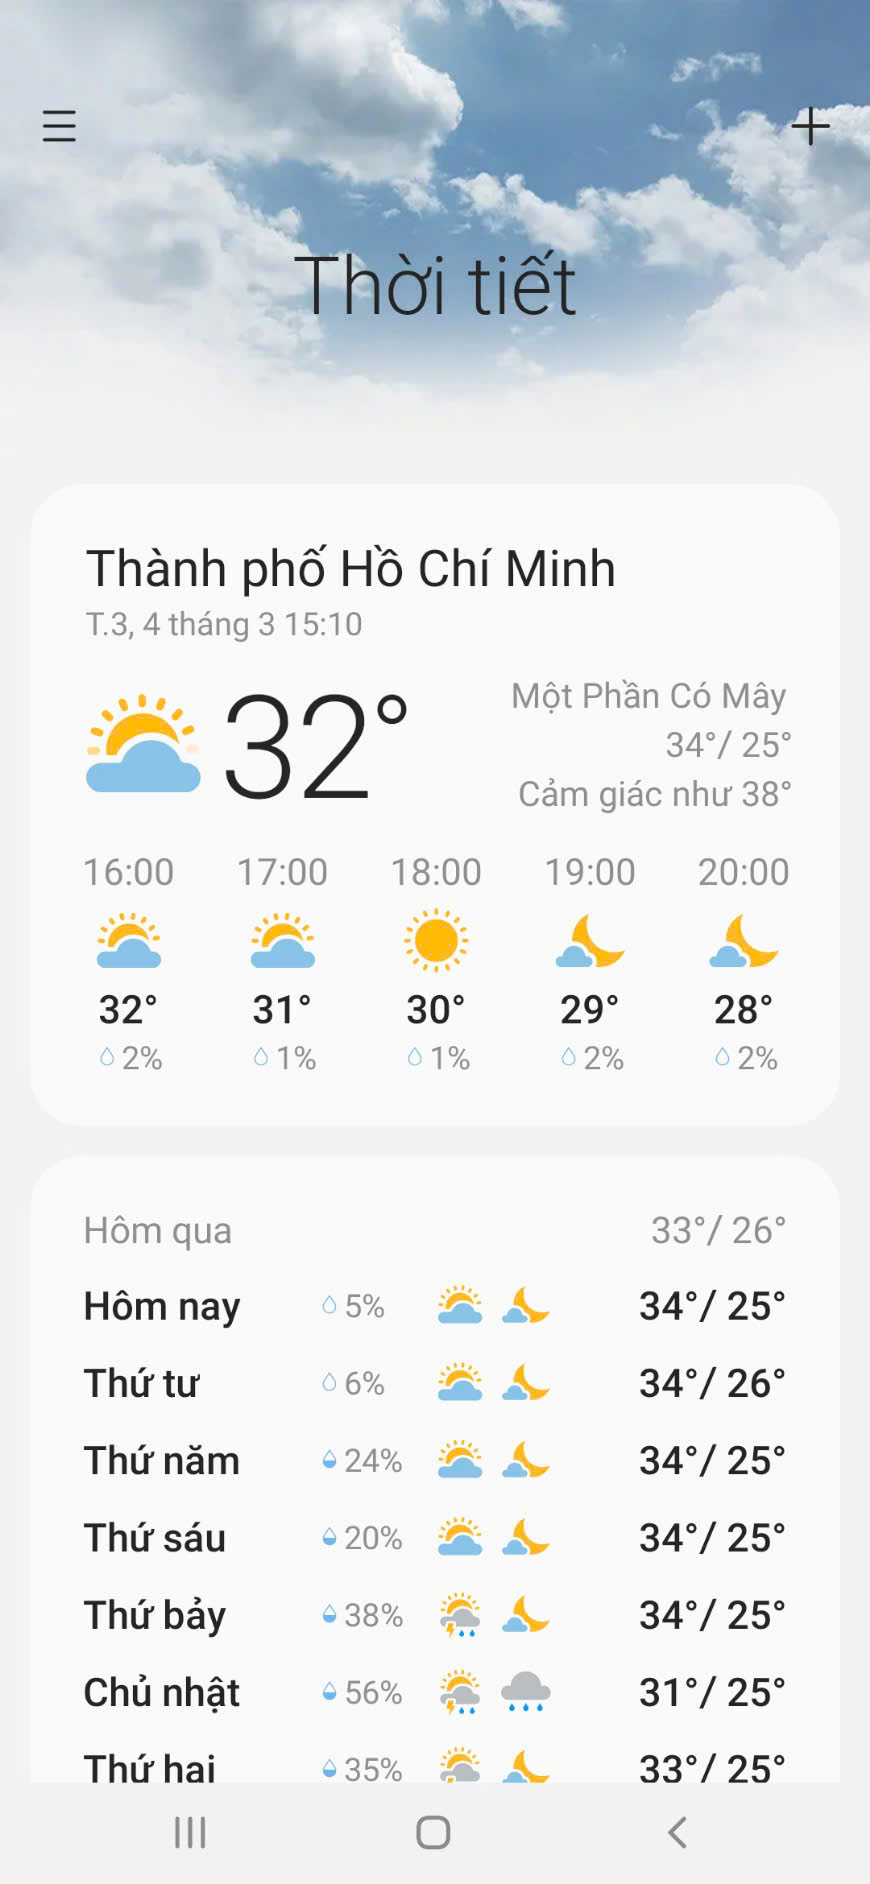 Thời tiết
Thành phố Hồ Chí Minh
T.3, 4 tháng 3 15:10
32°
Một Phần Có Mây
34°/ 25°
Cảm giác như 38°
16:00 17:00 18:00 19:00 20:00
32° 31° 30° 29° 28°
2% 1% 1% 2% 2%
Hôm qua 33°/ 26°
Hôm nay 5% 34°/ 25°
Thứ tư 6% 34°/ 26°
Thứ năm 24% 34°/ 25°
Thứ sáu 20% 34°/ 25°
Thứ bảy 38% 34°/ 25°
Chủ nhật 56% 31°/ 25°
Thứ hai 35% 33°/ 25°